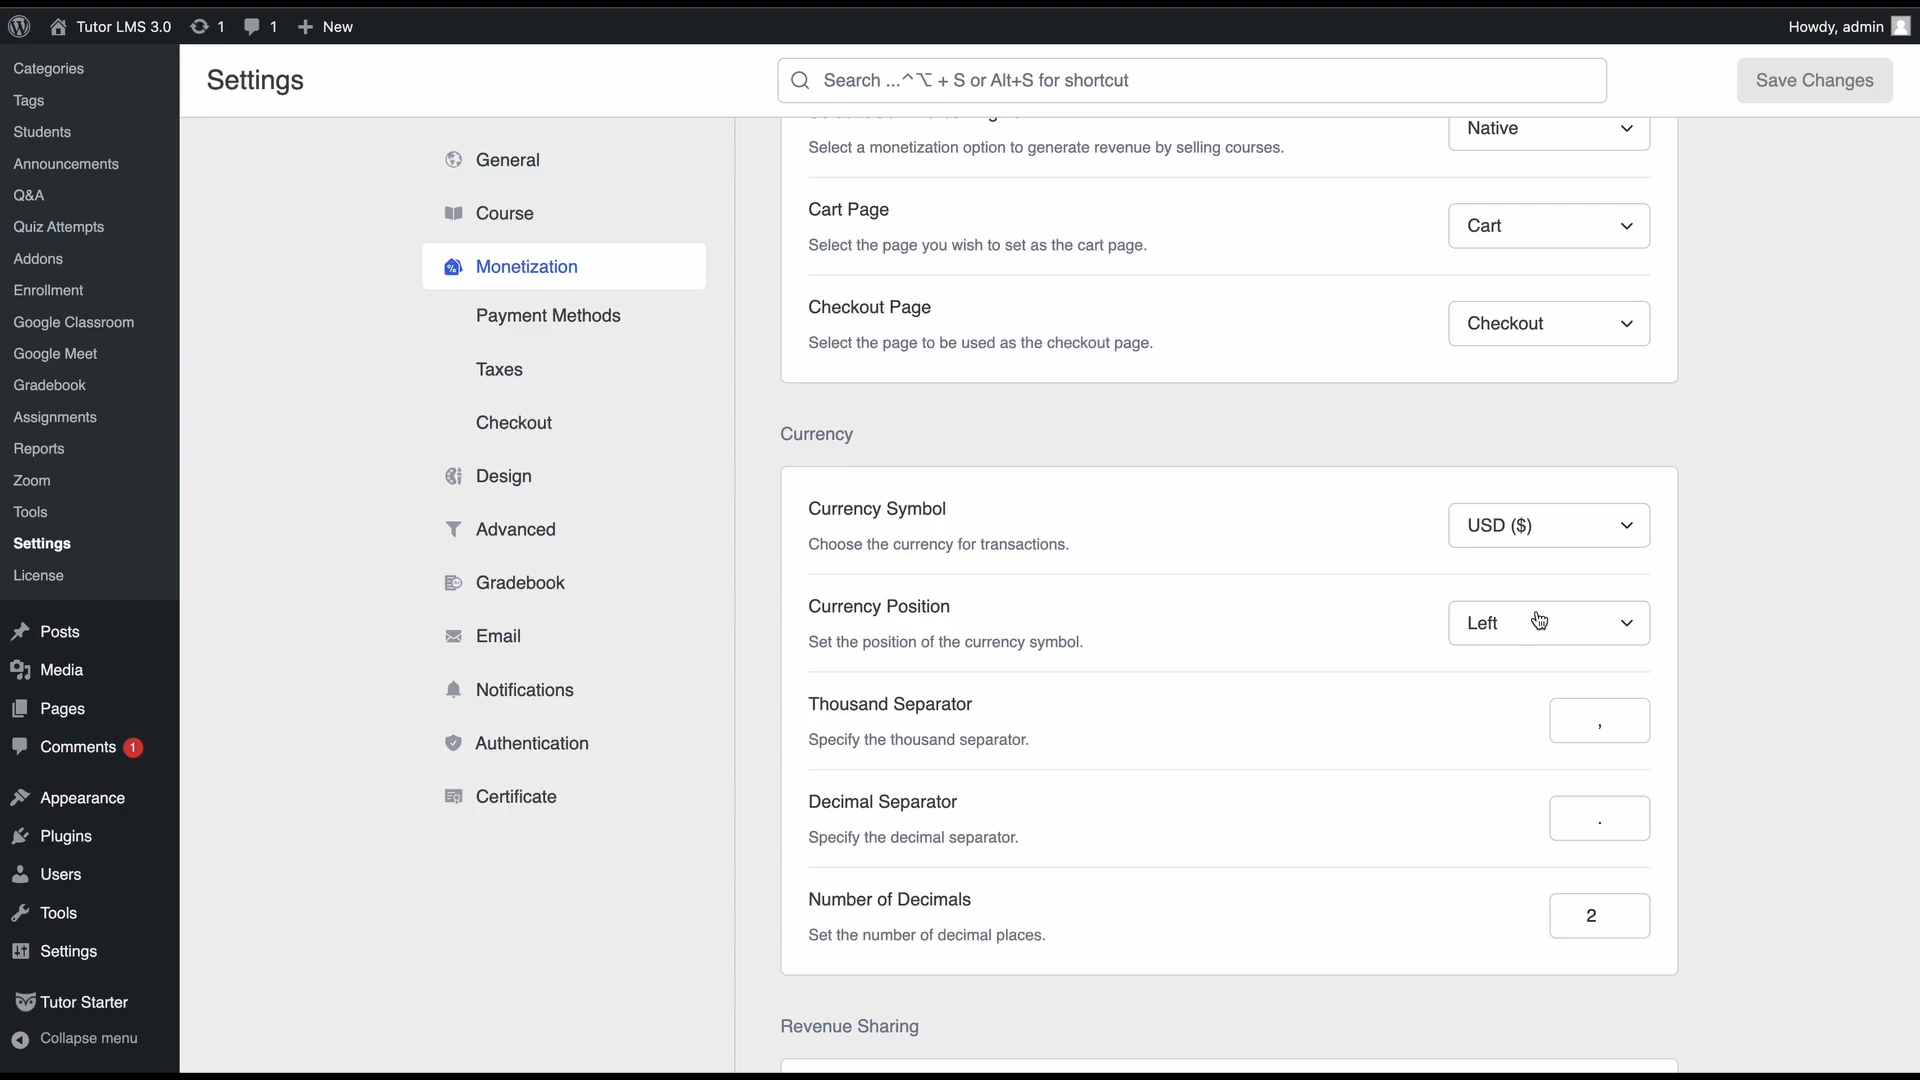 Tutor LMS 3.0 1 1 New Howdy, admin
Categories
Tags
Students
Announcements
Q&A
Quiz Attempts
Addons
Enrollment
Google Classroom
Google Meet
Gradebook
Assignments
Reports
Zoom
Tools
Settings
License
Posts
Media
Pages
Comments 1
Appearance
Plugins
Users
Tools
Settings
Tutor Starter
Collapse menu
Settings
Search ...^⌥ + S or Alt+S for shortcut
Save Changes
General
Course
Monetization
Payment Methods
Taxes
Checkout
Design
Advanced
Gradebook
Email
Notifications
Authentication
Certificate
Native
Select a monetization option to generate revenue by selling courses.
Cart Page
Select the page you wish to set as the cart page.
Cart
Checkout Page
Select the page to be used as the checkout page.
Checkout
Currency
Currency Symbol
Choose the currency for transactions.
USD ($)
Currency Position
Set the position of the currency symbol.
Left
Thousand Separator
Specify the thousand separator.
,
Decimal Separator
Specify the decimal separator.
.
Number of Decimals
Set the number of decimal places.
2
Revenue Sharing